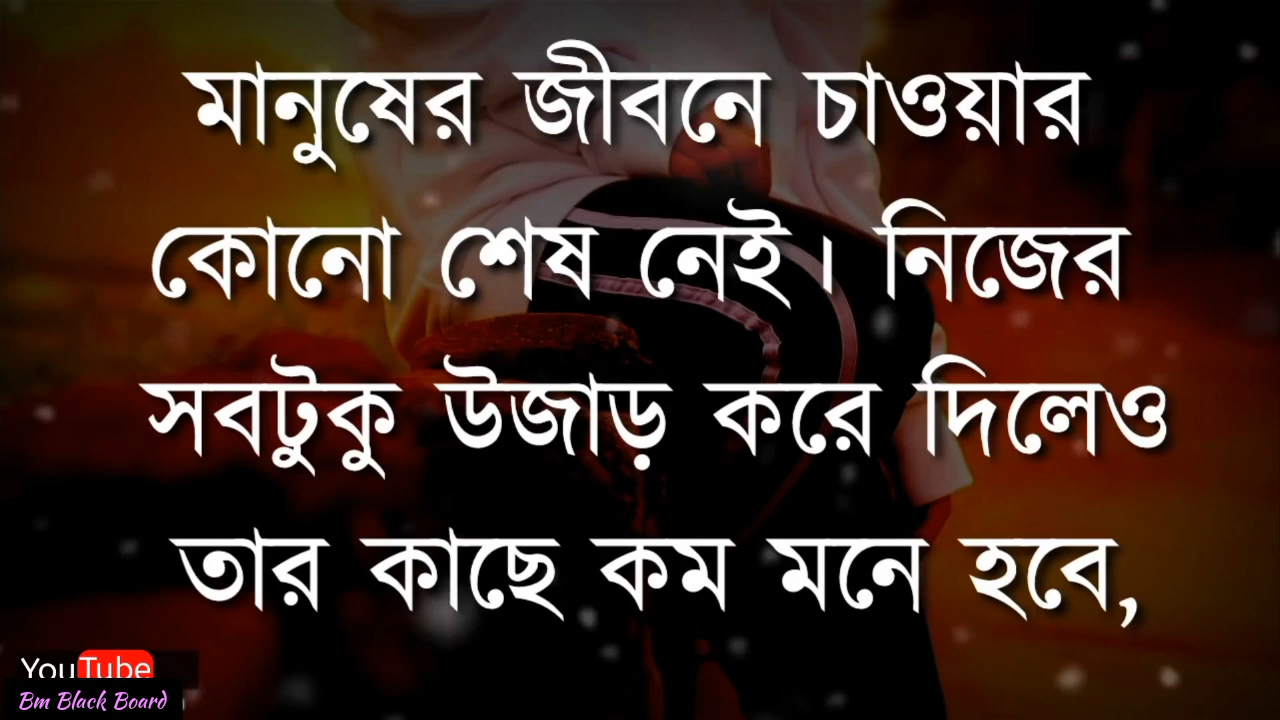 মানুষের জীবনে চাওয়ার
কোনো শেষ নেই। নিজের
সবটুকু উজাড় করে দিলেও
তার কাছে কম মনে হবে,
YouTube
Bm Black Board